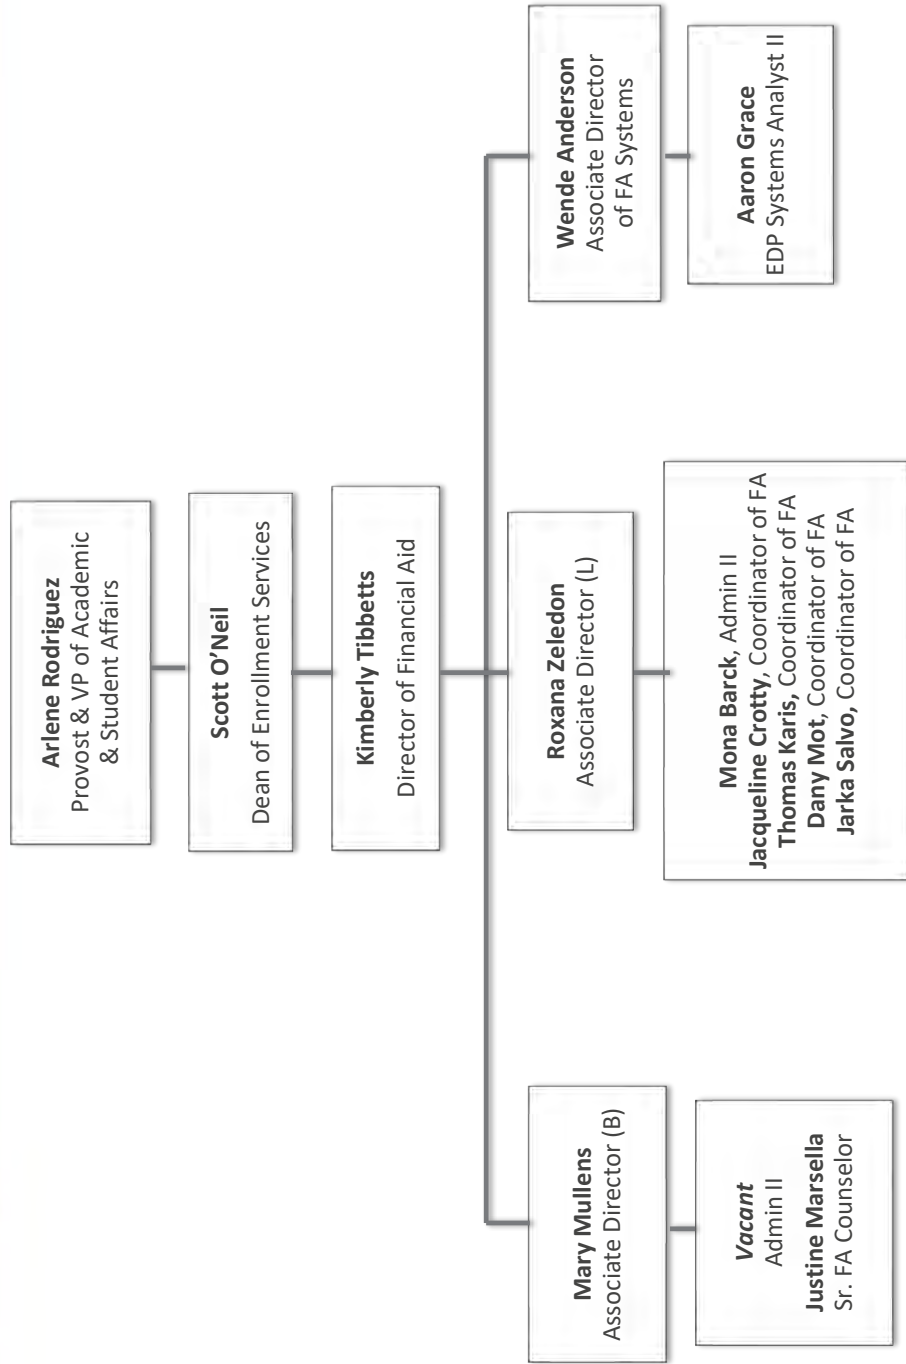 Arlene Rodriguez
Provost & VP of Academic
& Student Affairs
Scott O’Neil
Dean of Enrollment Services
Kimberly Tibbetts
Director of Financial Aid
Mary Mullens
Associate Director (B)
Vacant
Admin II
Justine Marsella
Sr. FA Counselor
Roxana Zeledon
Associate Director (L)
Mona Barck, Admin II
Jacqueline Crotty, Coordinator of FA
Thomas Karis, Coordinator of FA
Dany Mot, Coordinator of FA
Jarka Salvo, Coordinator of FA
Wende Anderson
Associate Director
of FA Systems
Aaron Grace
EDP Systems Analyst II